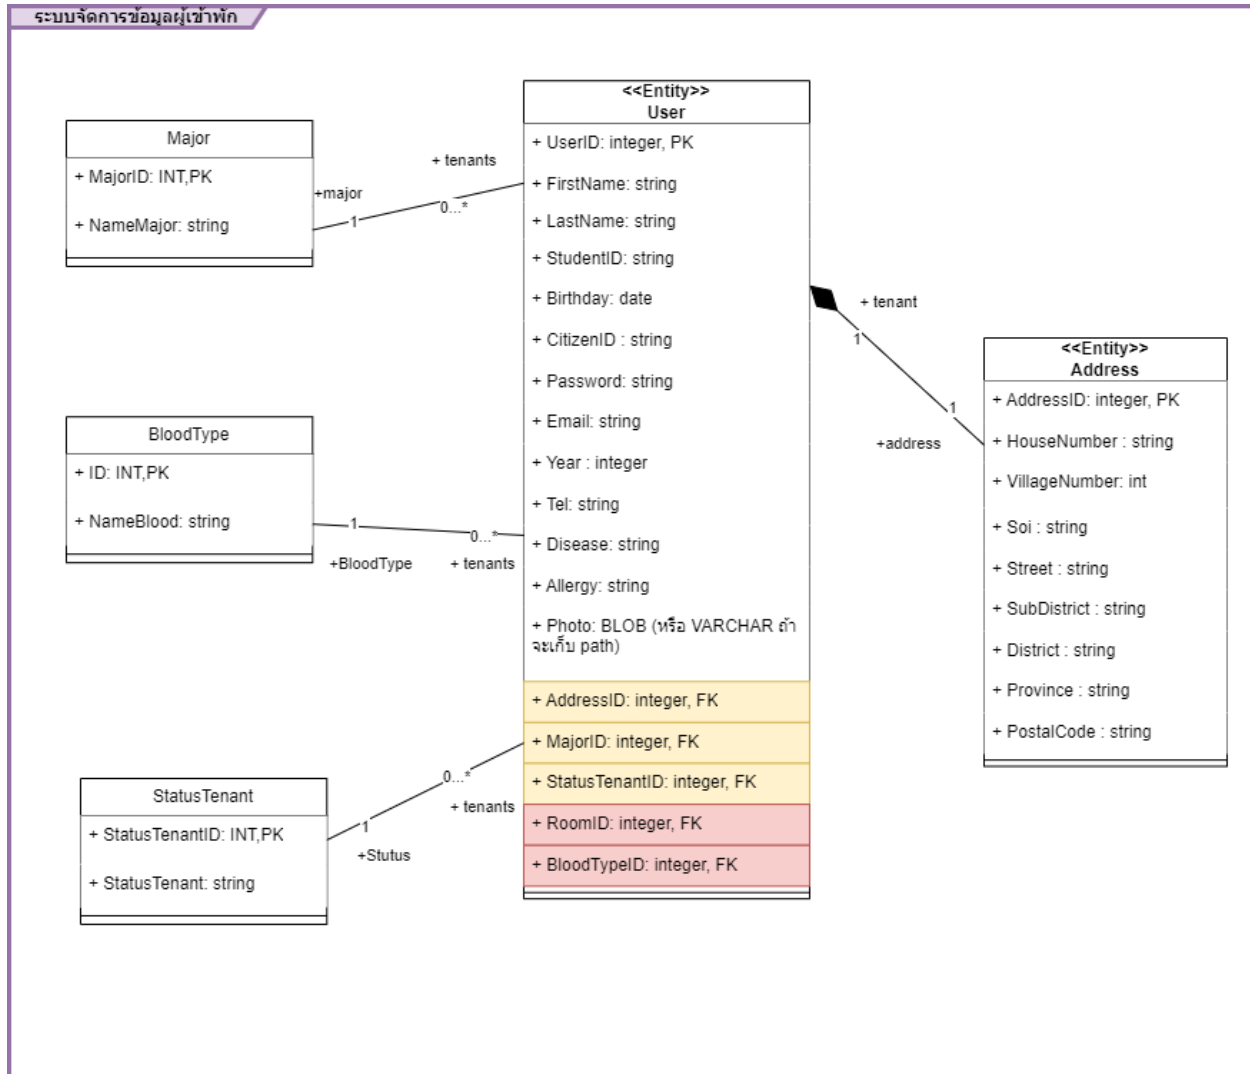 ระบบจัดการข้อมูลผู้เข้าพัก
Major
+ MajorID: INT,PK
+ NameMajor: string
+major
1
+ tenants
0...*
BloodType
+ ID: INT,PK
+ NameBlood: string
1
+BloodType
0...*
+ tenants
StatusTenant
+ StatusTenantID: INT,PK
+ StatusTenant: string
1
+Stutus
0...*
+ tenants
<<Entity>>
User
+ UserID: integer, PK
+ FirstName: string
+ LastName: string
+ StudentID: string
+ Birthday: date
+ CitizenID : string
+ Password: string
+ Email: string
+ Year : integer
+ Tel: string
+ Disease: string
+ Allergy: string
+ Photo: BLOB (หรือ VARCHAR ถ้า
จะเก็บ path)
+ AddressID: integer, FK
+ MajorID: integer, FK
+ StatusTenantID: integer, FK
+ RoomID: integer, FK
+ BloodTypeID: integer, FK
+ tenant
1
1
+address
<<Entity>>
Address
+ AddressID: integer, PK
+ HouseNumber : string
+ VillageNumber: int
+ Soi : string
+ Street : string
+ SubDistrict : string
+ District : string
+ Province : string
+ PostalCode : string